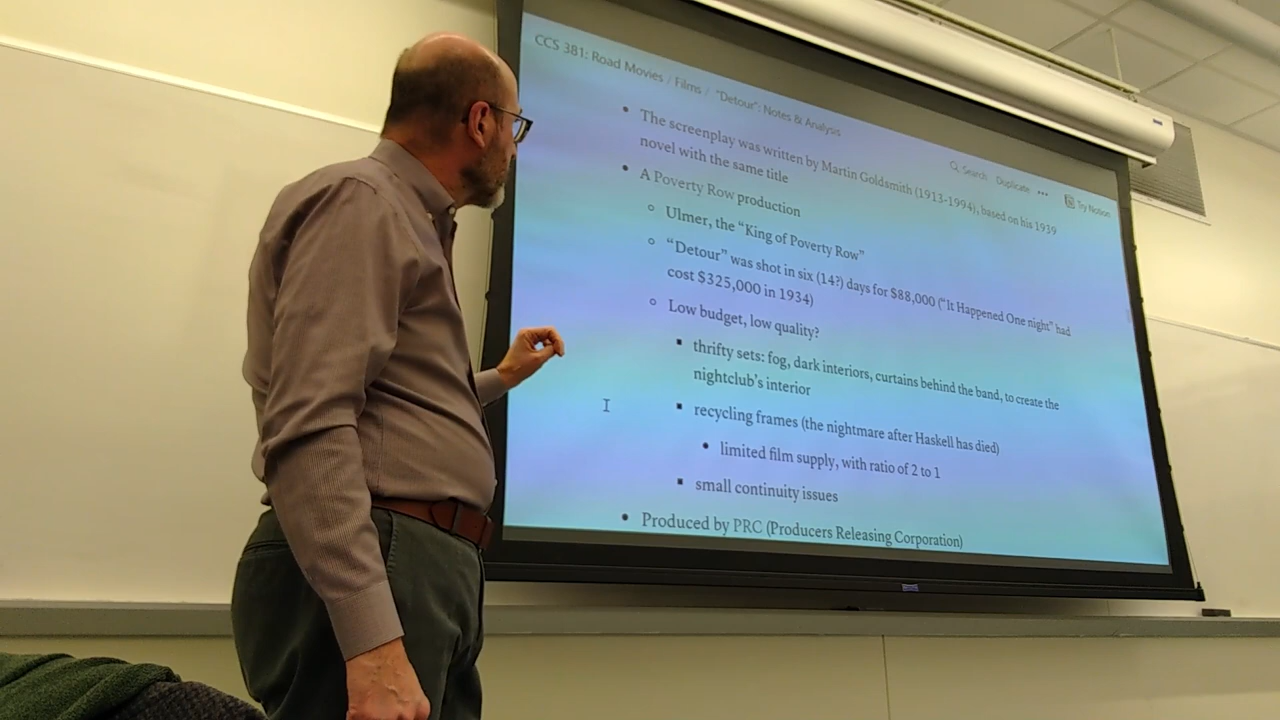 CCS 381: Road Movies / Films / "Detour": Notes & Analysis
Search Duplicate ••• Try Notion
• The screenplay was written by Martin Goldsmith (1913-1994), based on his 1939
novel with the same title
• A Poverty Row production
◦ Ulmer, the “King of Poverty Row”
◦ “Detour” was shot in six (14?) days for $88,000 (“It Happened One night” had
cost $325,000 in 1934)
◦ Low budget, low quality?
▪ thrifty sets: fog, dark interiors, curtains behind the band, to create the
nightclub's interior
▪ recycling frames (the nightmare after Haskell has died)
• limited film supply, with ratio of 2 to 1
▪ small continuity issues
• Produced by PRC (Producers Releasing Corporation)